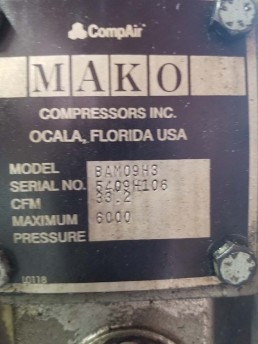 CompAir
MAKO
COMPRESSORS INC.
OCALA, FLORIDA USA
MODEL BAM09H3
SERIAL NO. 5409H106
CFM 33.2
MAXIMUM 6000
PRESSURE